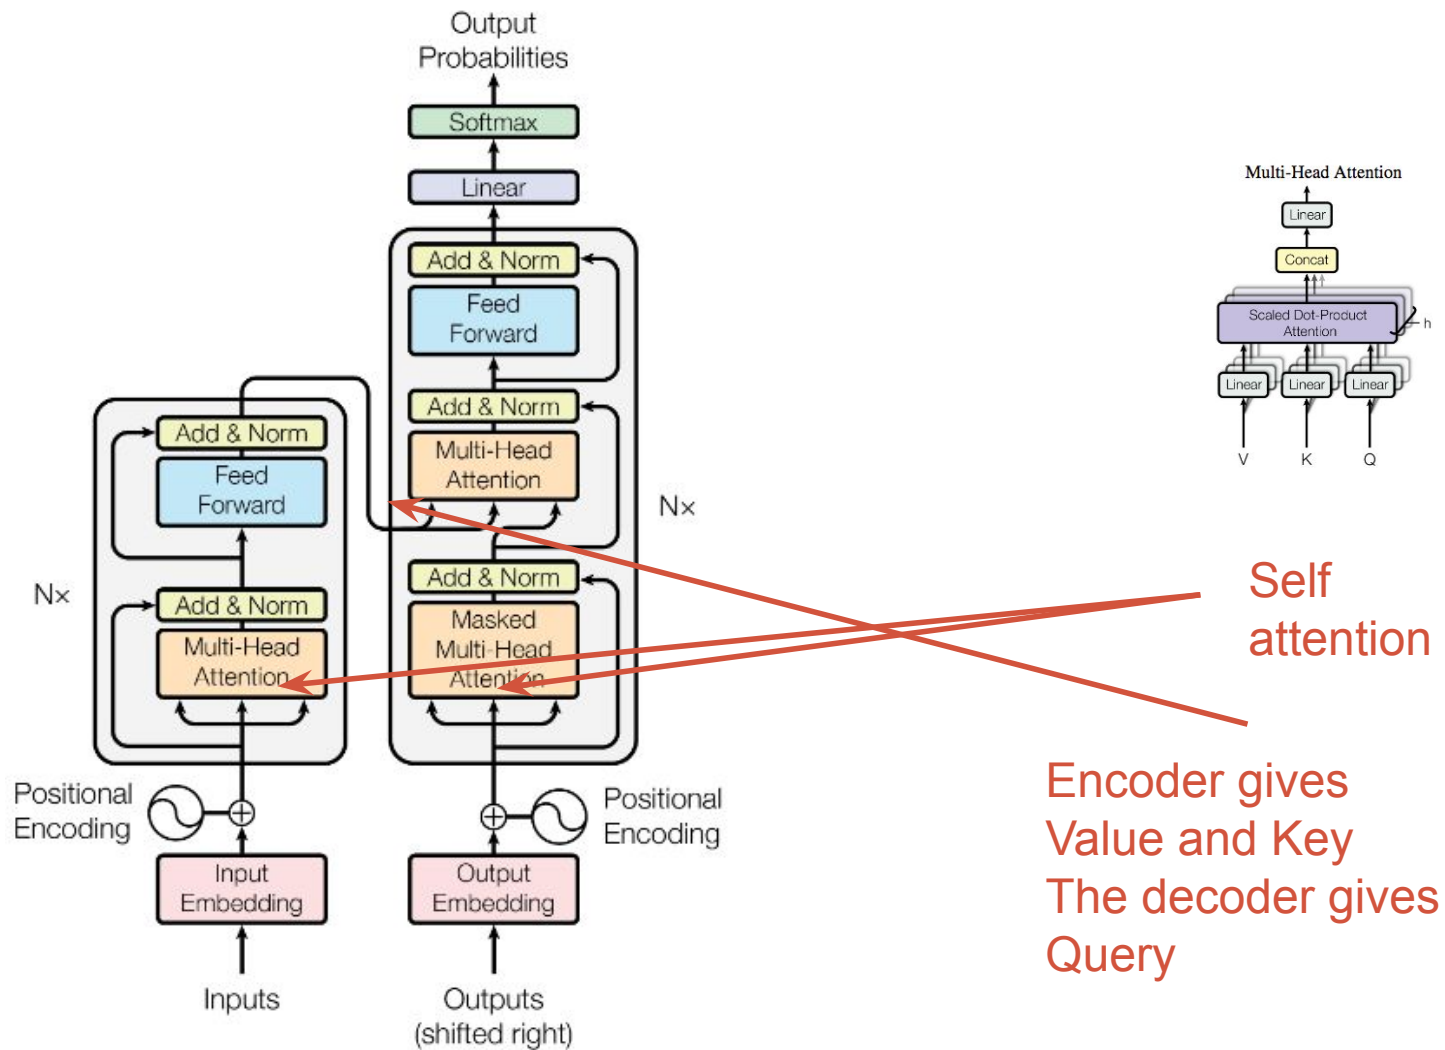 Output
Probabilities
Softmax
Linear
Add & Norm
Feed
Forward
Add & Norm
Multi-Head
Attention
Nx
Add & Norm
Masked
Multi-Head
Attention
Positional
Encoding
Output
Embedding
Outputs
(shifted right)
Add & Norm
Feed
Forward
Nx
Add & Norm
Multi-Head
Attention
Positional
Encoding
Input
Embedding
Inputs
Multi-Head Attention
Linear
Concat
Scaled Dot-Product
Attention
h
Linear
Linear
Linear
V
K
Q
Self
attention
Encoder gives
Value and Key
The decoder gives
Query